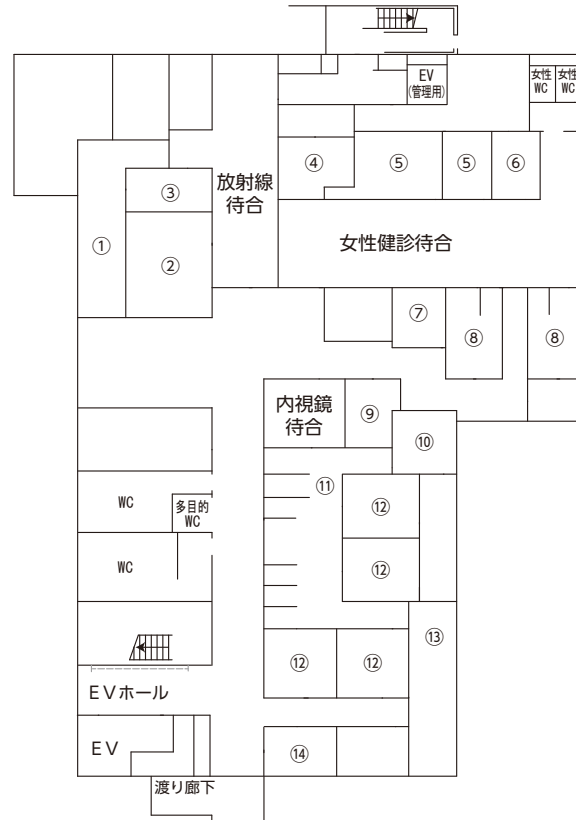 EV
(管理用)
女性
WC
女性
WC
④
⑤
⑤
⑥
放射線
待合
③
①
②
女性健診待合
⑦
⑧
⑧
内視鏡
待合
⑨
⑩
⑪
⑫
WC
多目的
WC
⑫
WC
⑬
⑫
⑫
EVホール
EV
⑭
渡り廊下